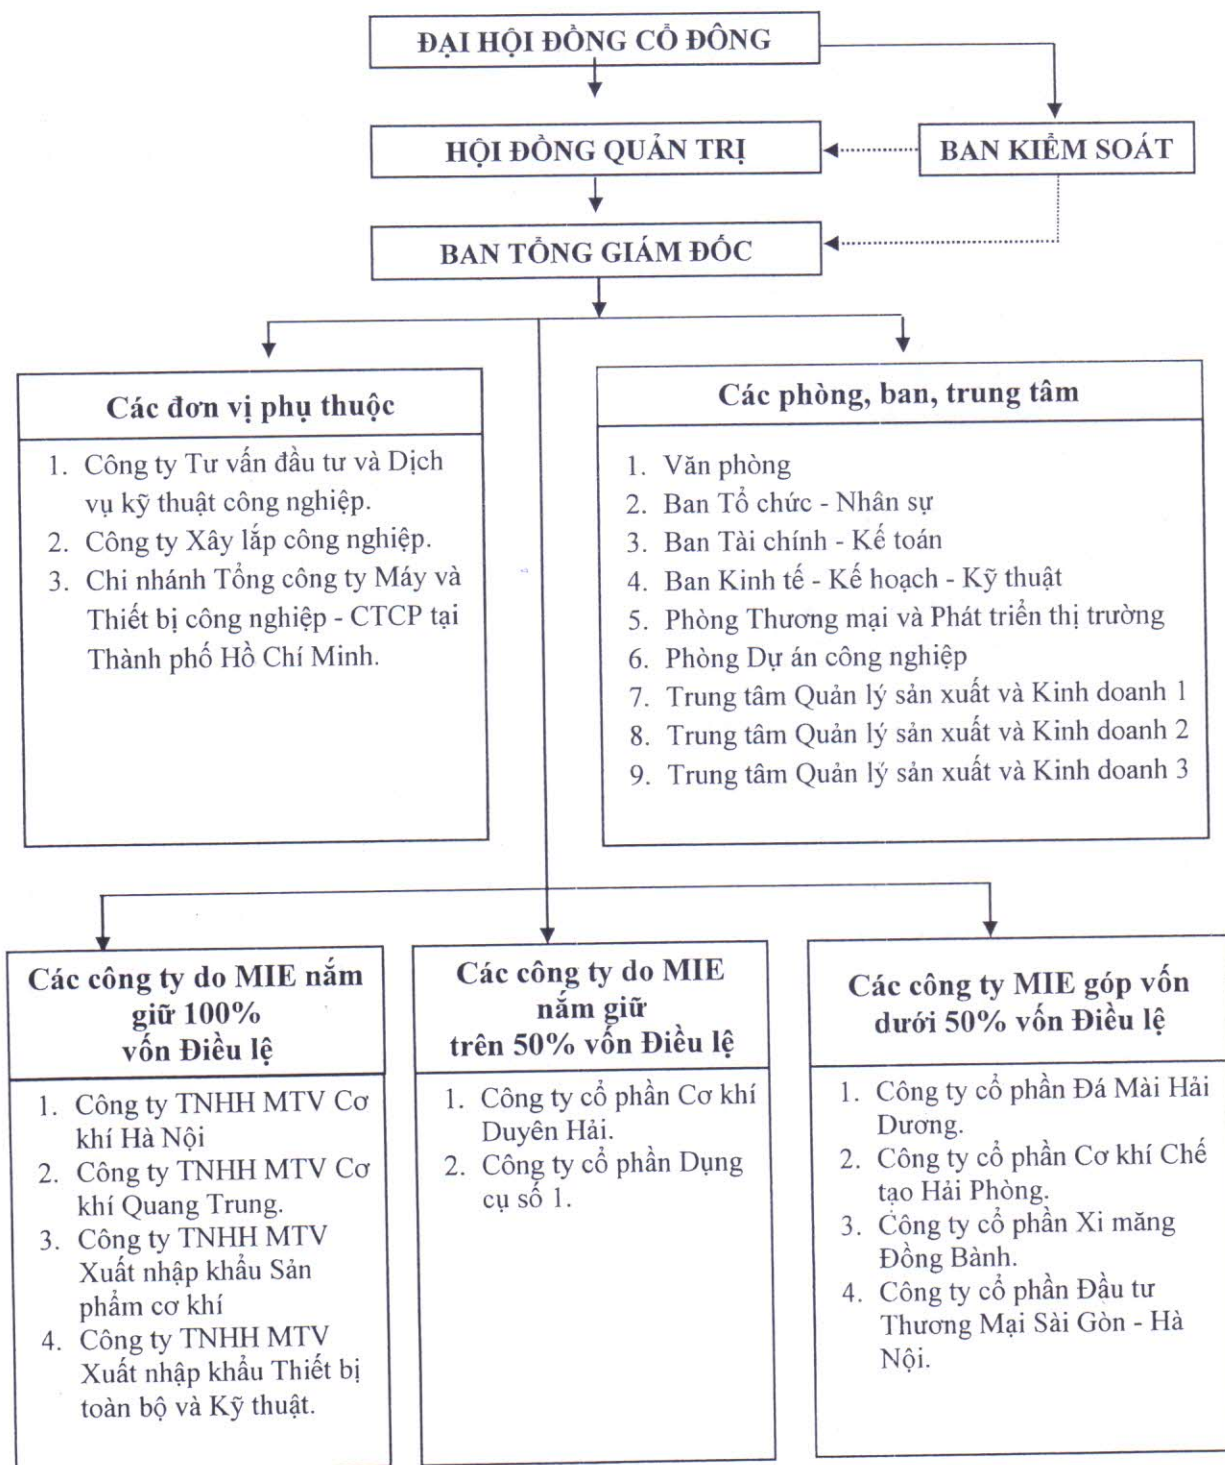 ĐẠI HỘI ĐỒNG CỔ ĐÔNG
HỘI ĐỒNG QUẢN TRỊ
BAN KIỂM SOÁT
BAN TỔNG GIÁM ĐỐC
Các đơn vị phụ thuộc
1. Công ty Tư vấn đầu tư và Dịch
vụ kỹ thuật công nghiệp.
2. Công ty Xây lắp công nghiệp.
3. Chi nhánh Tổng công ty Máy và
Thiết bị công nghiệp - CTCP tại
Thành phố Hồ Chí Minh.
Các phòng, ban, trung tâm
1. Văn phòng
2. Ban Tổ chức - Nhân sự
3. Ban Tài chính - Kế toán
4. Ban Kinh tế - Kế hoạch - Kỹ thuật
5. Phòng Thương mại và Phát triển thị trường
6. Phòng Dự án công nghiệp
7. Trung tâm Quản lý sản xuất và Kinh doanh 1
8. Trung tâm Quản lý sản xuất và Kinh doanh 2
9. Trung tâm Quản lý sản xuất và Kinh doanh 3
Các công ty do MIE nắm
giữ 100%
vốn Điều lệ
1. Công ty TNHH MTV Cơ
khí Hà Nội
2. Công ty TNHH MTV Cơ
khí Quang Trung.
3. Công ty TNHH MTV
Xuất nhập khẩu Sản
phẩm cơ khí
4. Công ty TNHH MTV
Xuất nhập khẩu Thiết bị
toàn bộ và Kỹ thuật.
Các công ty do MIE
nắm giữ
trên 50% vốn Điều lệ
1. Công ty cổ phần Cơ khí
Duyên Hải.
2. Công ty cổ phần Dụng
cụ số 1.
Các công ty MIE góp vốn
dưới 50% vốn Điều lệ
1. Công ty cổ phần Đá Mài Hải
Dương.
2. Công ty cổ phần Cơ khí Chế
tạo Hải Phòng.
3. Công ty cổ phần Xi măng
Đồng Bành.
4. Công ty cổ phần Đầu tư
Thương Mại Sài Gòn - Hà
Nội.